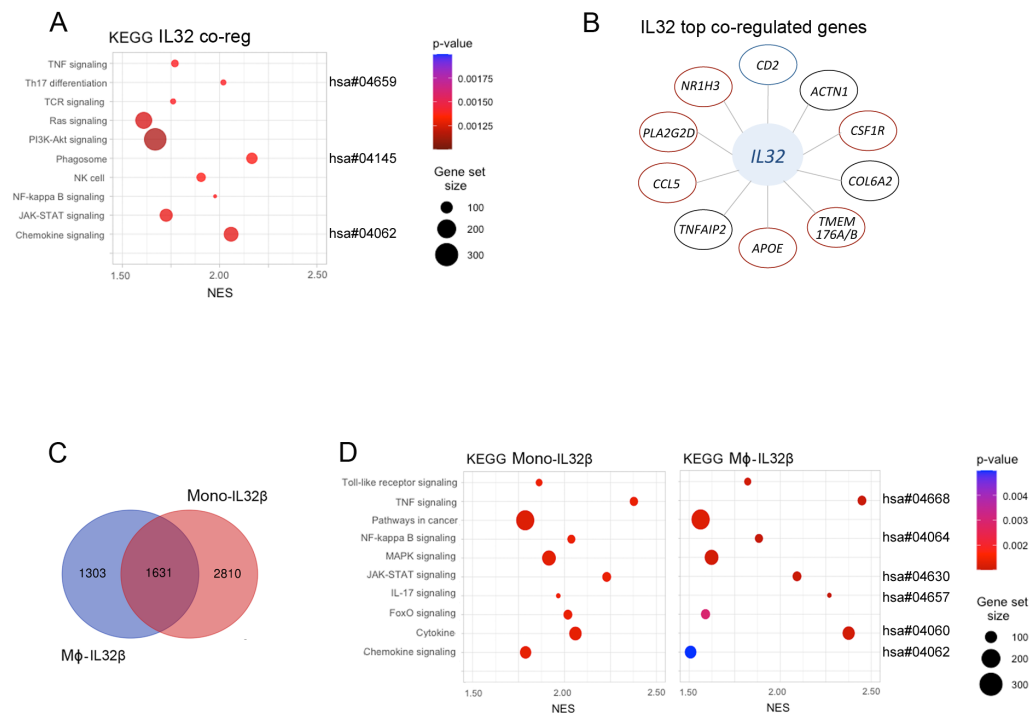 A
KEGG IL32 co-reg
TNF signaling
Th17 differentiation
TCR signaling
Ras signaling
PI3K-Akt signaling
Phagosome
NK cell
NF-kappa B signaling
JAK-STAT signaling
Chemokine signaling
hsa#04659
hsa#04145
hsa#04062
1.50
2.00
2.50
NES
p-value
0.00175
0.00150
0.00125
Gene set
size
100
200
300
B
IL32 top co-regulated genes
CD2
NR1H3
ACTN1
PLA2G2D
CSF1R
IL32
CCL5
COL6A2
TNFAIP2
TMEM
176A/B
APOE
C
Mono-IL32β
1303
1631
2810
Mϕ-IL32β
D
KEGG Mono-IL32β
KEGG Mϕ-IL32β
Toll-like receptor signaling
TNF signaling
Pathways in cancer
NF-kappa B signaling
MAPK signaling
JAK-STAT signaling
IL-17 signaling
FoxO signaling
Cytokine
Chemokine signaling
hsa#04668
hsa#04064
hsa#04630
hsa#04657
hsa#04060
hsa#04062
1.50
2.00
2.50
NES
1.50
2.00
2.50
NES
p-value
0.004
0.003
0.002
Gene set
size
100
200
300